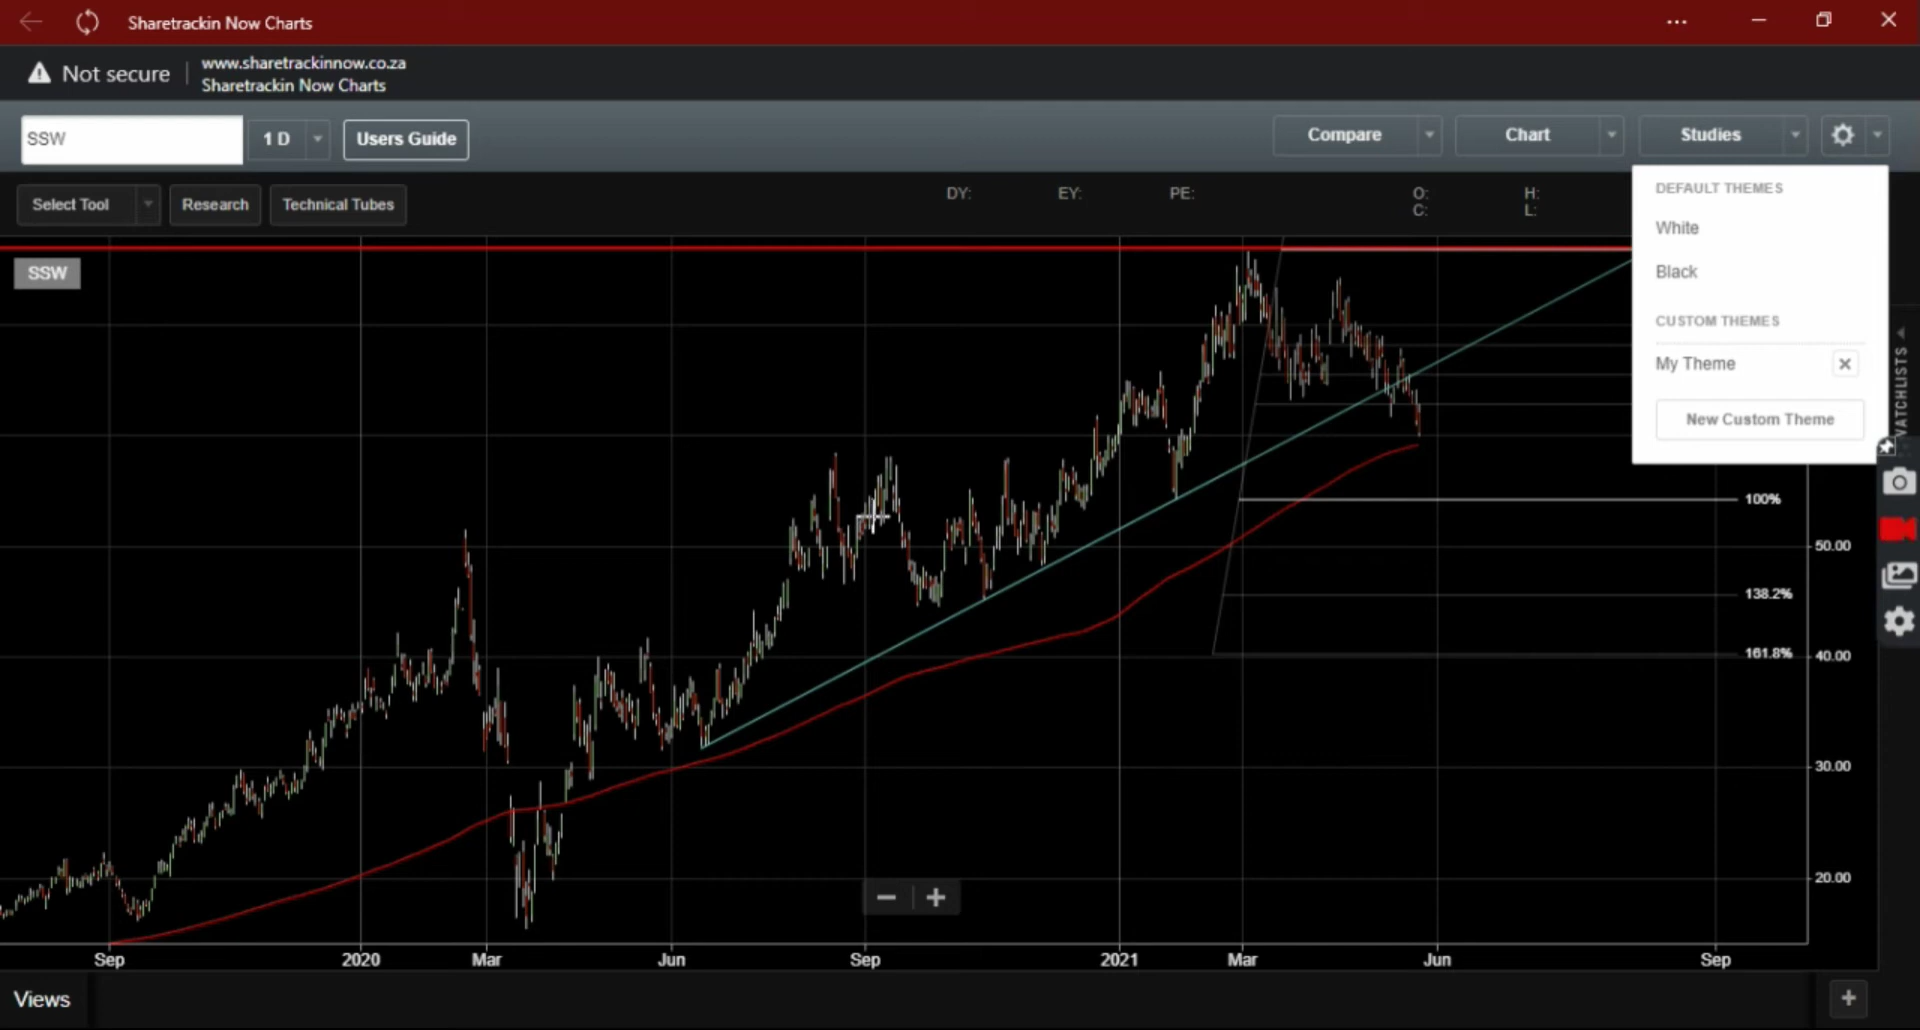 Sharetrackin Now Charts
Not secure
www.sharetrackinnow.co.za
Sharetrackin Now Charts
SSW
1 D
Users Guide
Compare
Chart
Studies
Select Tool
Research
Technical Tubes
DY:
EY:
PE:
O:
H:
C:
L:
DEFAULT THEMES
White
Black
CUSTOM THEMES
My Theme
New Custom Theme
SSW
WATCHLISTS
100%
50.00
138.2%
161.8%
40.00
30.00
20.00
Sep
2020
Mar
Jun
Sep
2021
Mar
Jun
Sep
Views